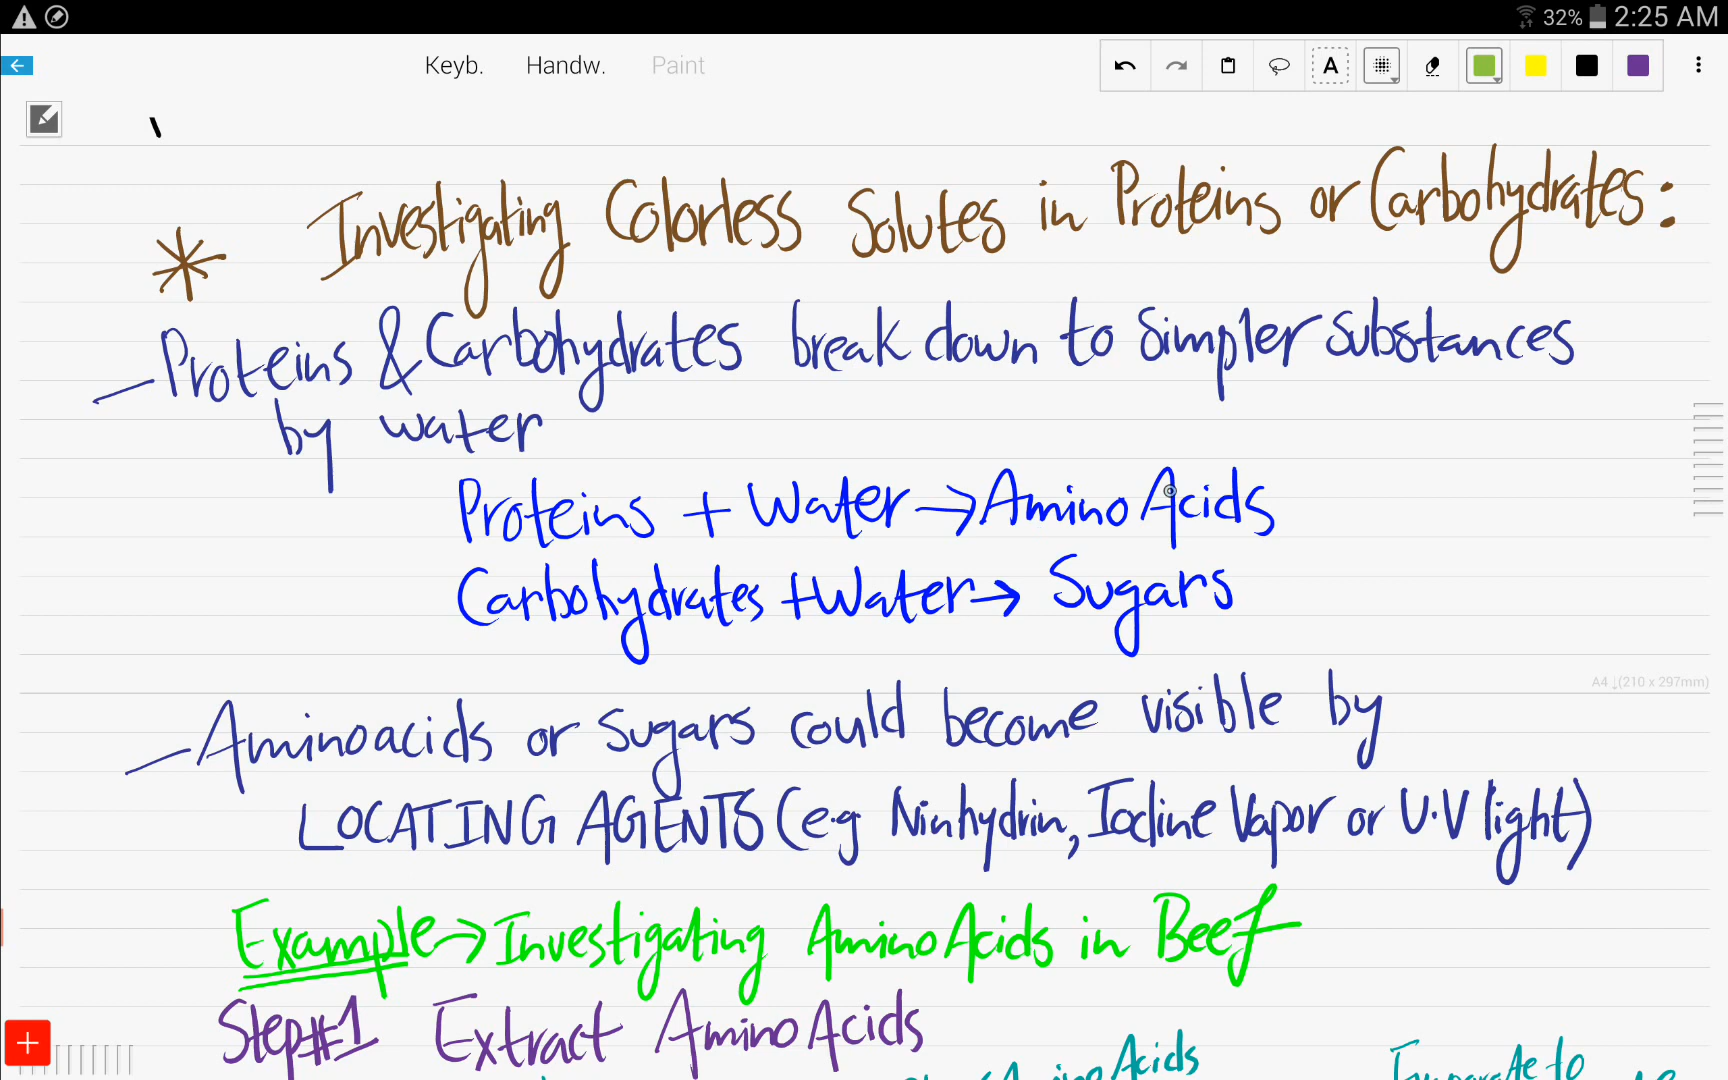 32% 2:25 AM
Keyb. Handw. Paint
A
* Investigating Colorless Solutes in Proteins or Carbohydrates:
- Proteins & Carbohydrates break down to simpler substances
by water
Proteins + Water → Amino Acids
Carbohydrates + Water → Sugars
A4 ↓(210 x 297mm)
- Aminoacids or sugars could become visible by
LOCATING AGENTS (e.g Ninhydrin, Iodine Vapor or U.V light)
Example → Investigating Amino Acids in Beef
Step#1 Extract Amino Acids
Amino Acids